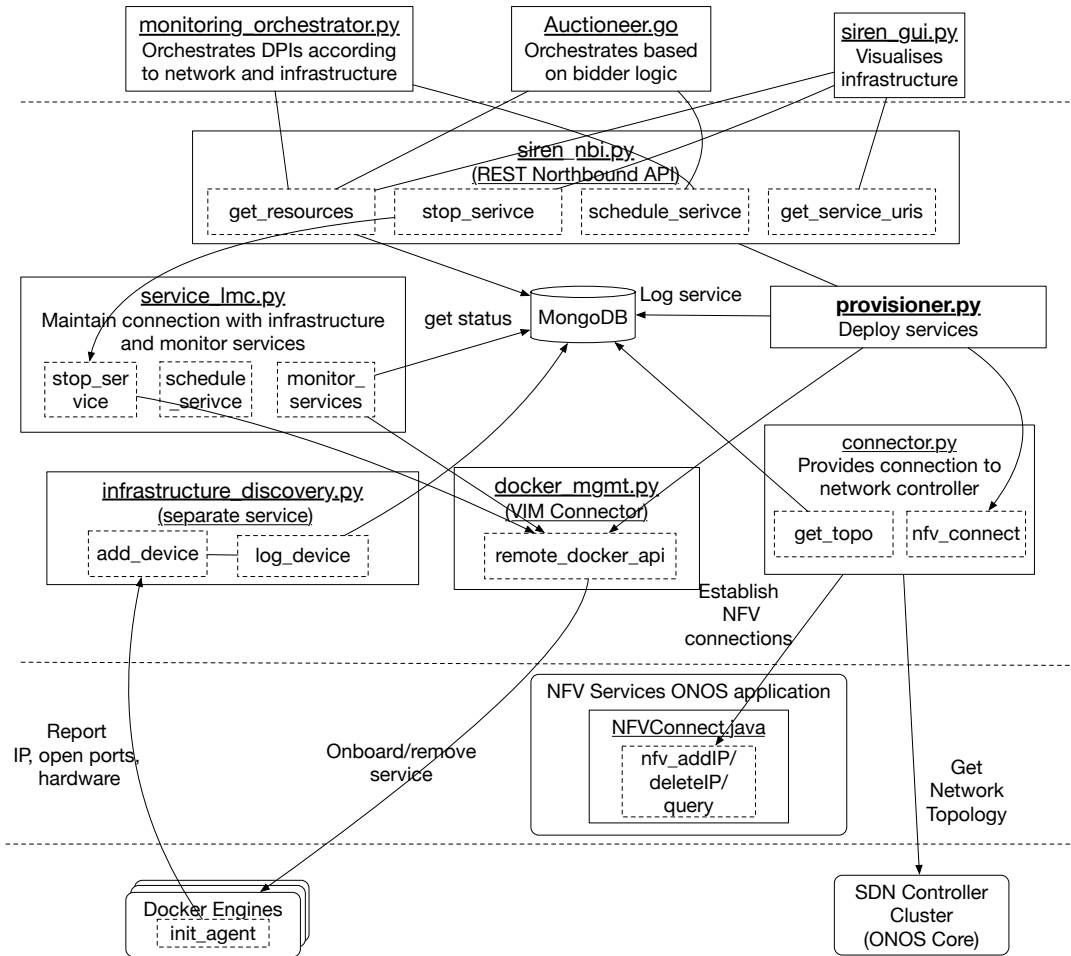 monitoring_orchestrator.py
Orchestrates DPIs according
to network and infrastructure
Auctioneer.go
Orchestrates based
on bidder logic
siren_gui.py
Visualises
infrastructure
siren_nbi.py
(REST Northbound API)
get_resources
stop_serivce
schedule_serivce
get_service_uris
service_lmc.py
Maintain connection with infrastructure
and monitor services
stop_ser
vice
schedule
_serivce
monitor_
services
get status
MongoDB
Log service
provisioner.py
Deploy services
infrastructure_discovery.py
(separate service)
add_device
log_device
docker_mgmt.py
(VIM Connector)
remote_docker_api
connector.py
Provides connection to
network controller
get_topo
nfv_connect
Establish
NFV
connections
NFV Services ONOS application
NFVConnect.java
nfv_addIP/
deleteIP/
query
Report
IP, open ports,
hardware
Onboard/remove
service
Get
Network
Topology
Docker Engines
init_agent
SDN Controller
Cluster
(ONOS Core)